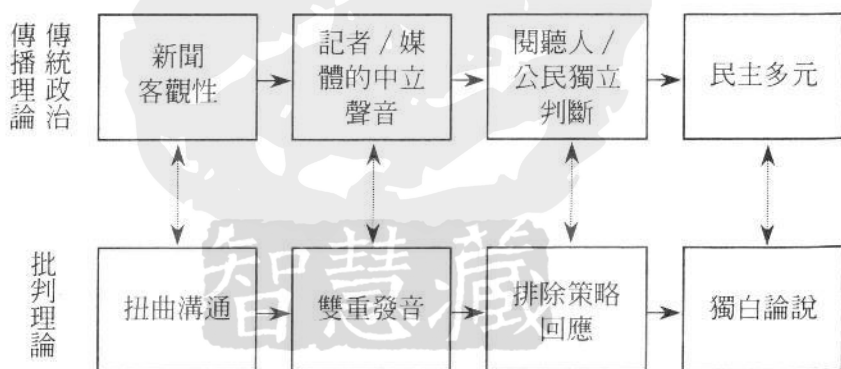 傳統政治
傳播理論
新聞
客觀性
記者/媒
體的中立
聲音
閱聽人/
公民獨立
判斷
民主多元
批判理論
扭曲溝通
雙重發音
排除策略
回應
獨白論說
智慧藏